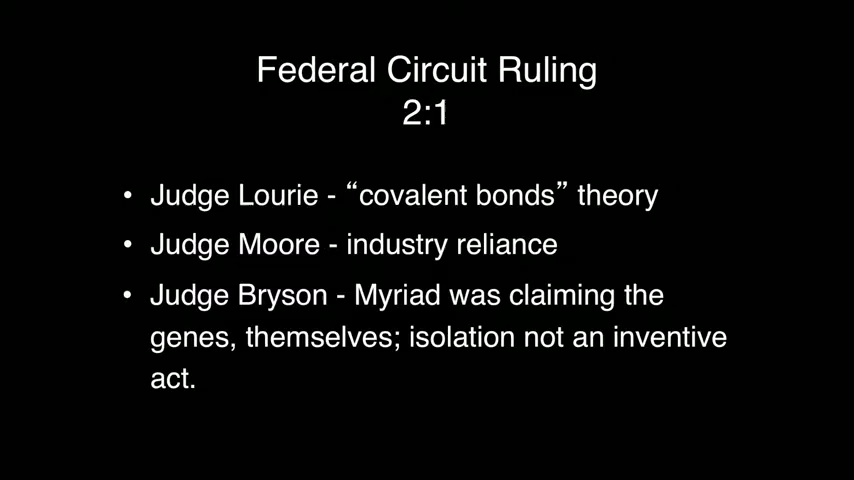 Federal Circuit Ruling
2:1
• Judge Lourie - “covalent bonds” theory
• Judge Moore - industry reliance
• Judge Bryson - Myriad was claiming the
genes, themselves; isolation not an inventive
act.